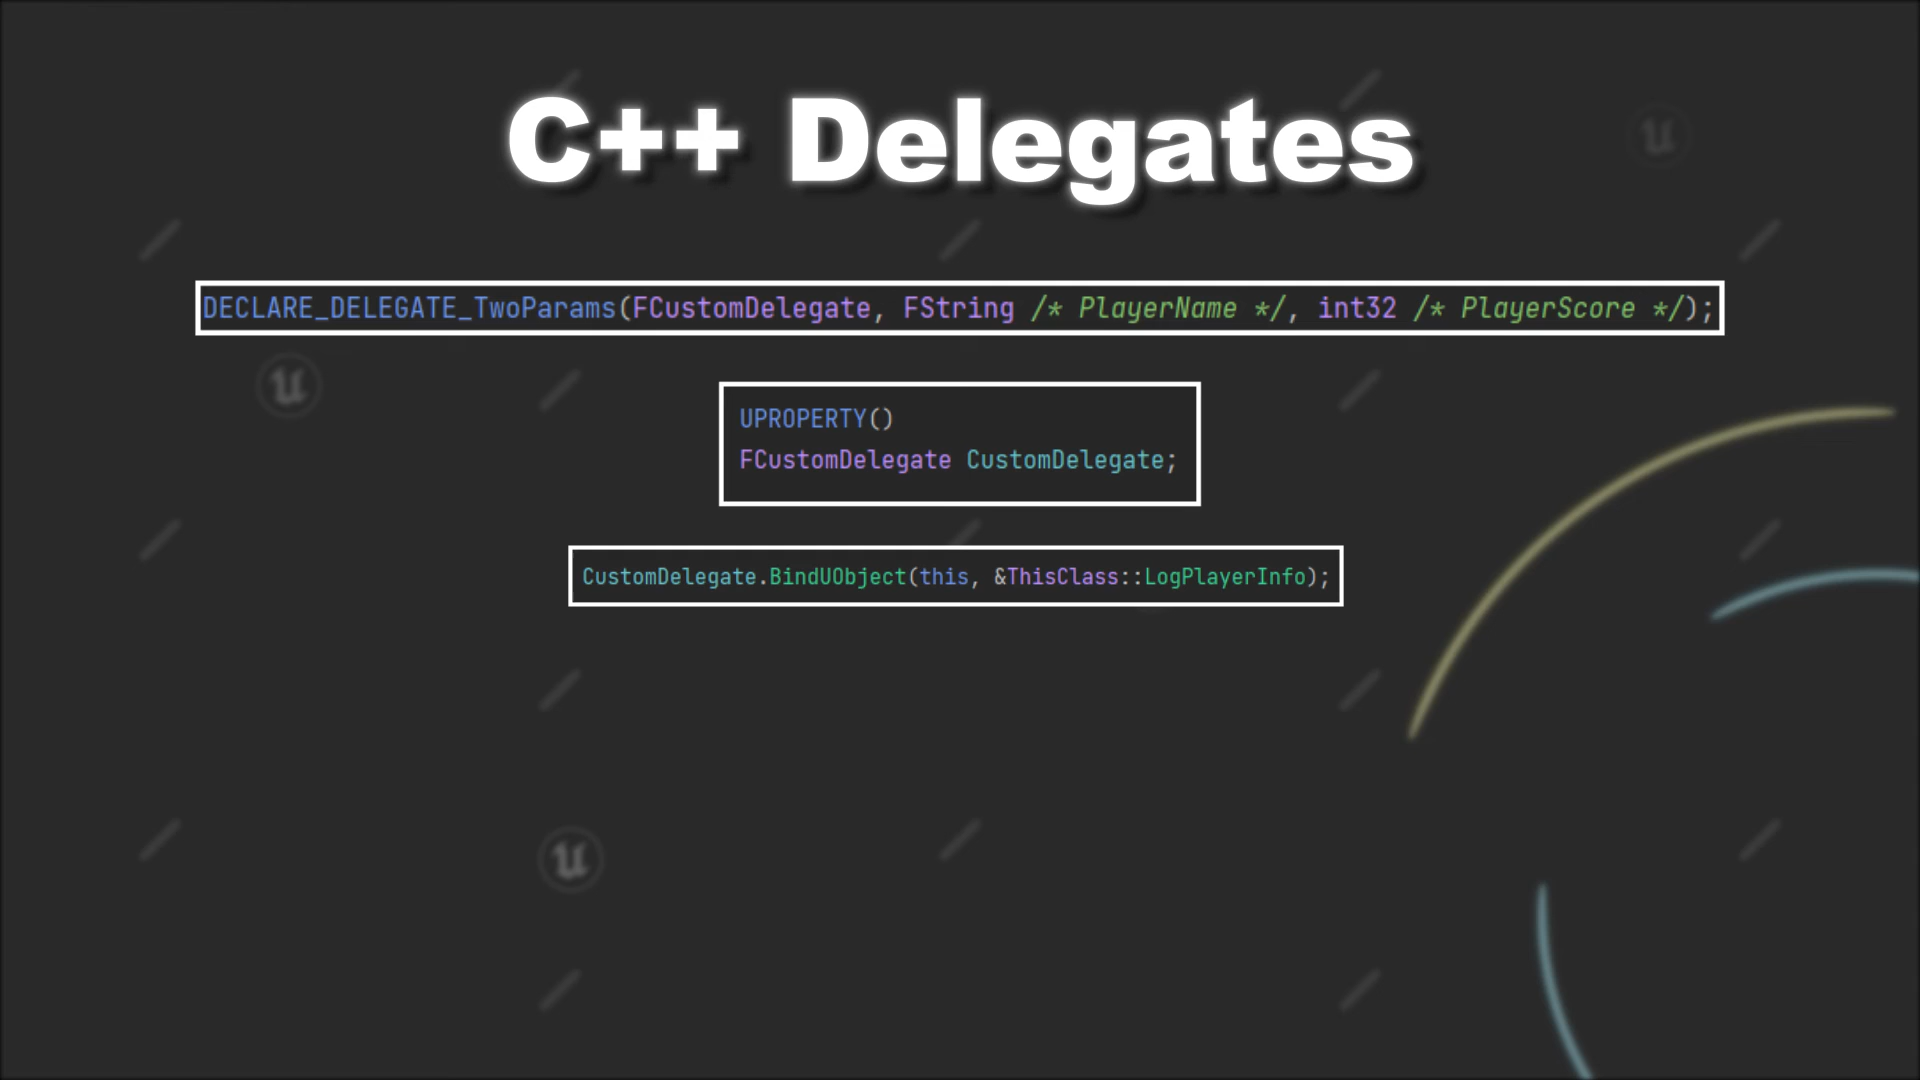 C++ Delegates
DECLARE_DELEGATE_TwoParams(FCustomDelegate, FString /* PlayerName */, int32 /* PlayerScore */);
UPROPERTY()
FCustomDelegate CustomDelegate;
CustomDelegate.BindUObject(this, &ThisClass::LogPlayerInfo);